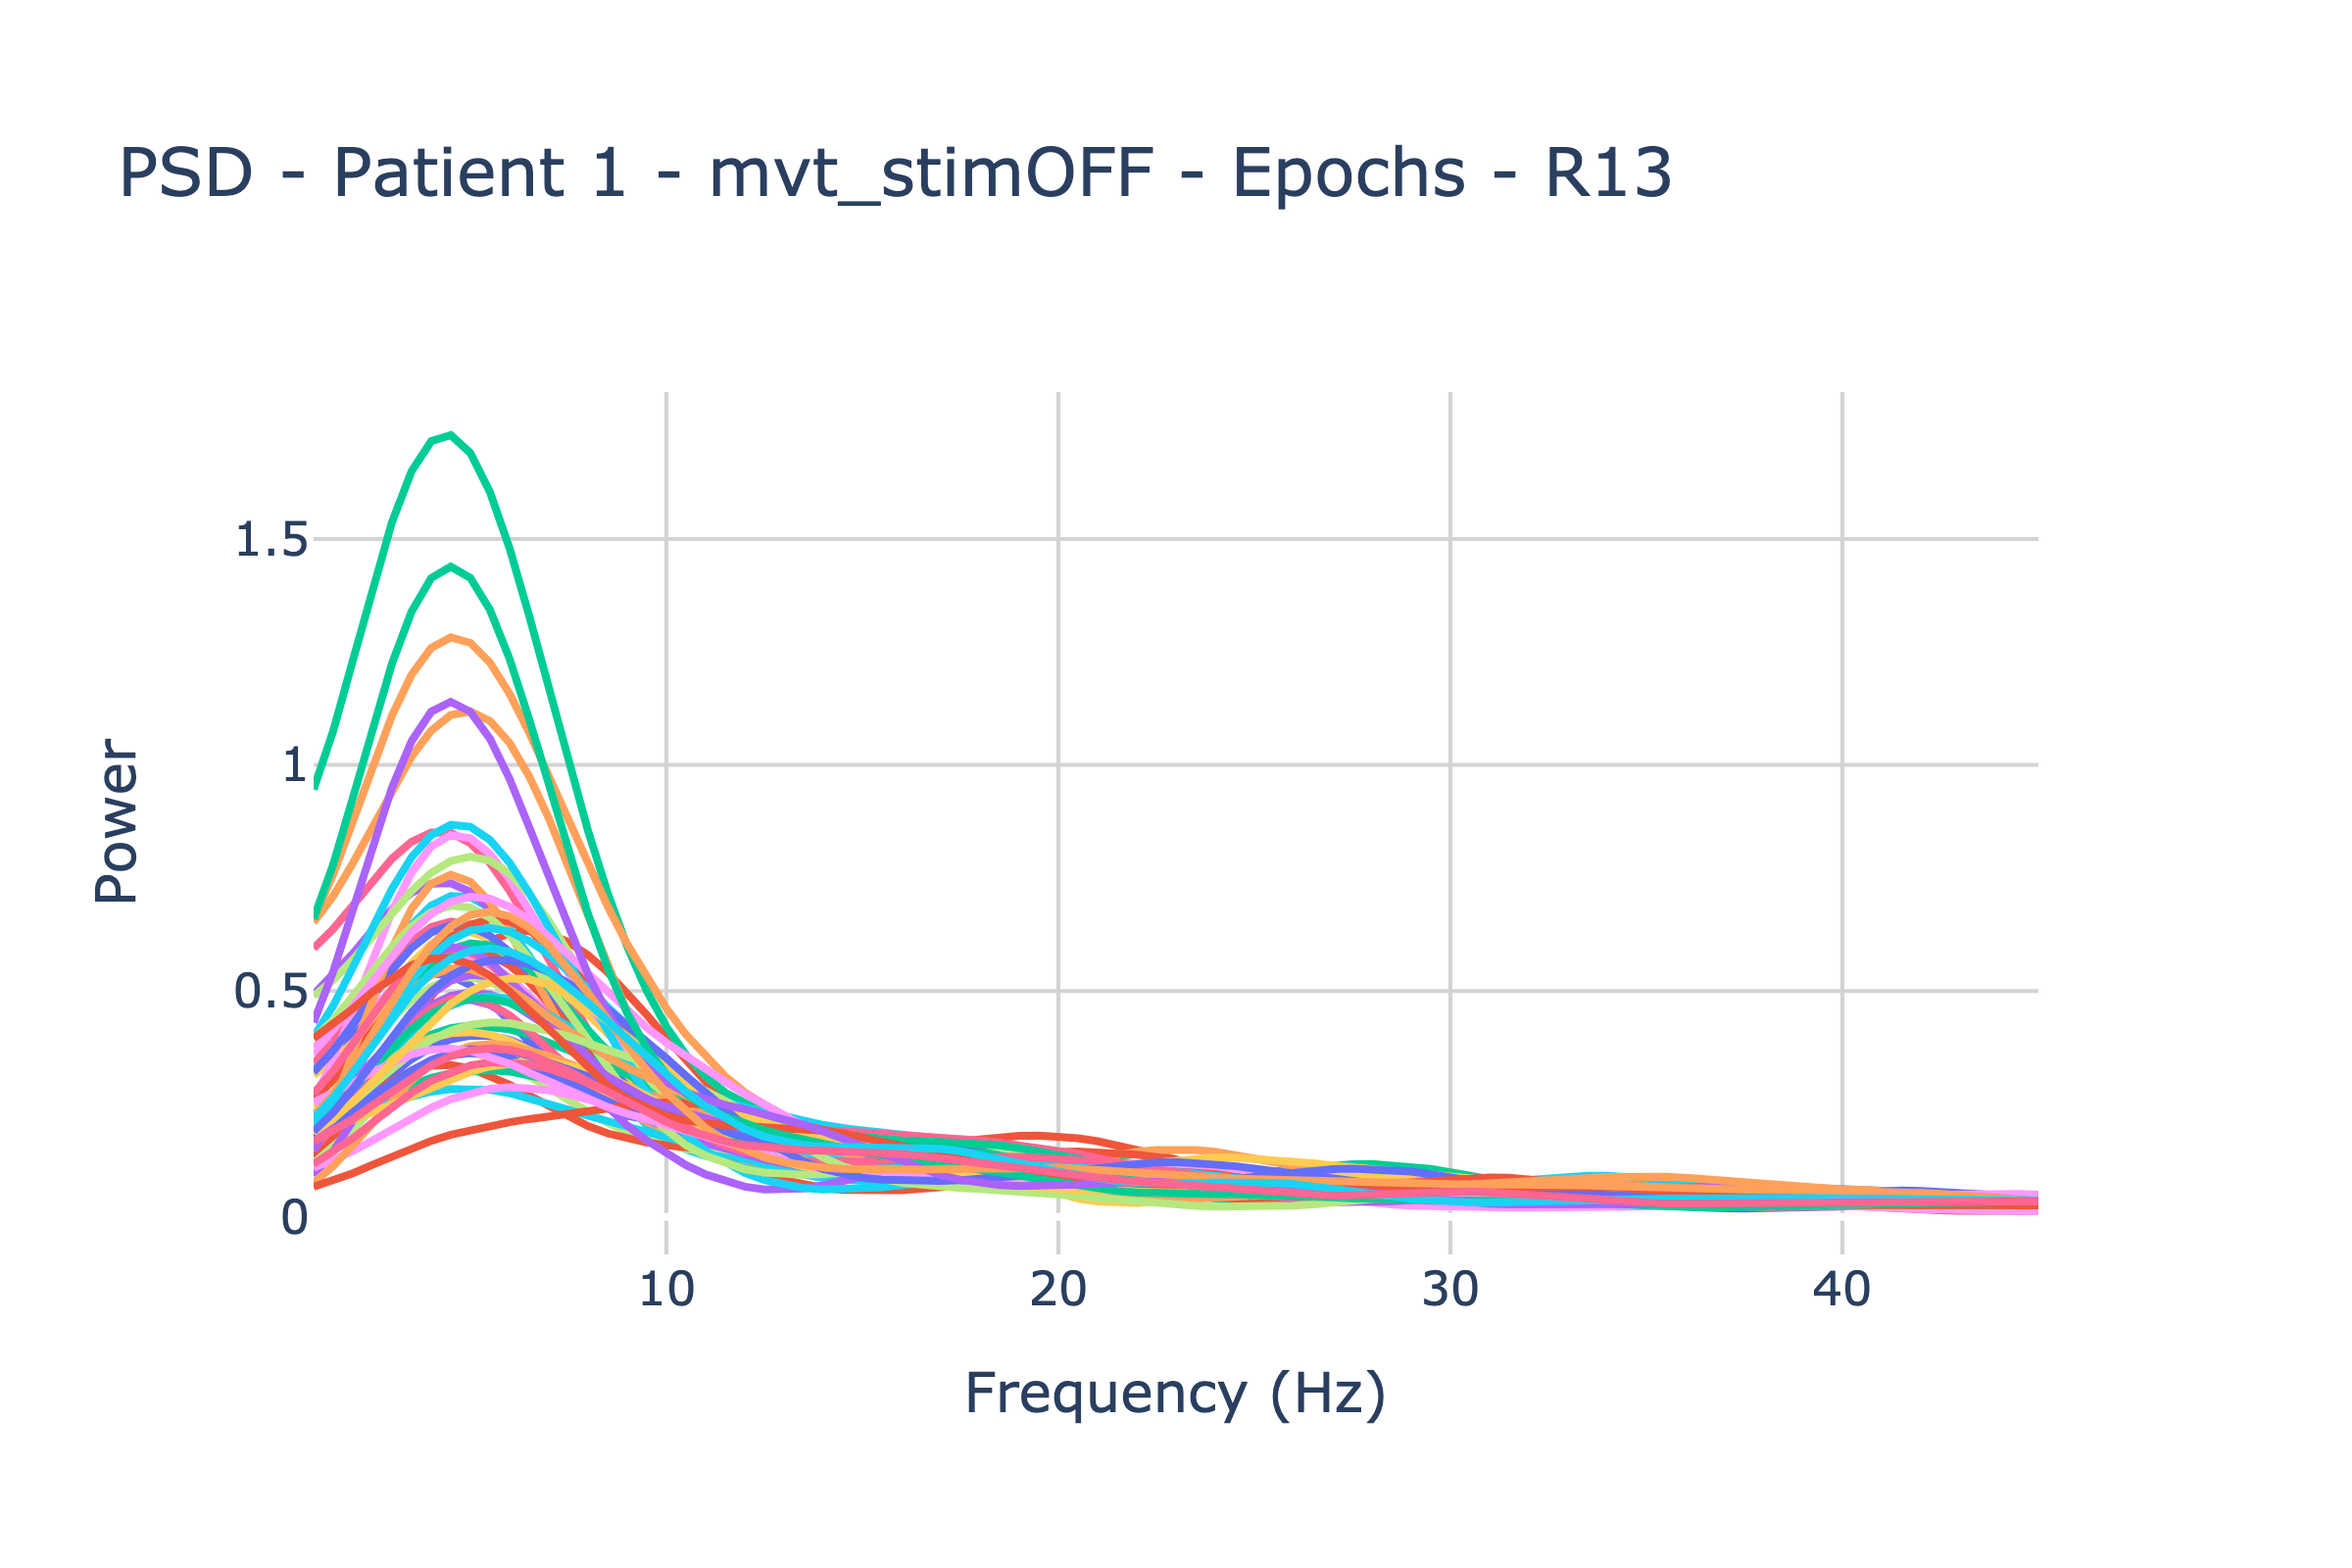 PSD - Patient 1 - mvt_stimOFF - Epochs - R13
1.5
1
0.5
0
Power
10 20 30 40
Frequency (Hz)